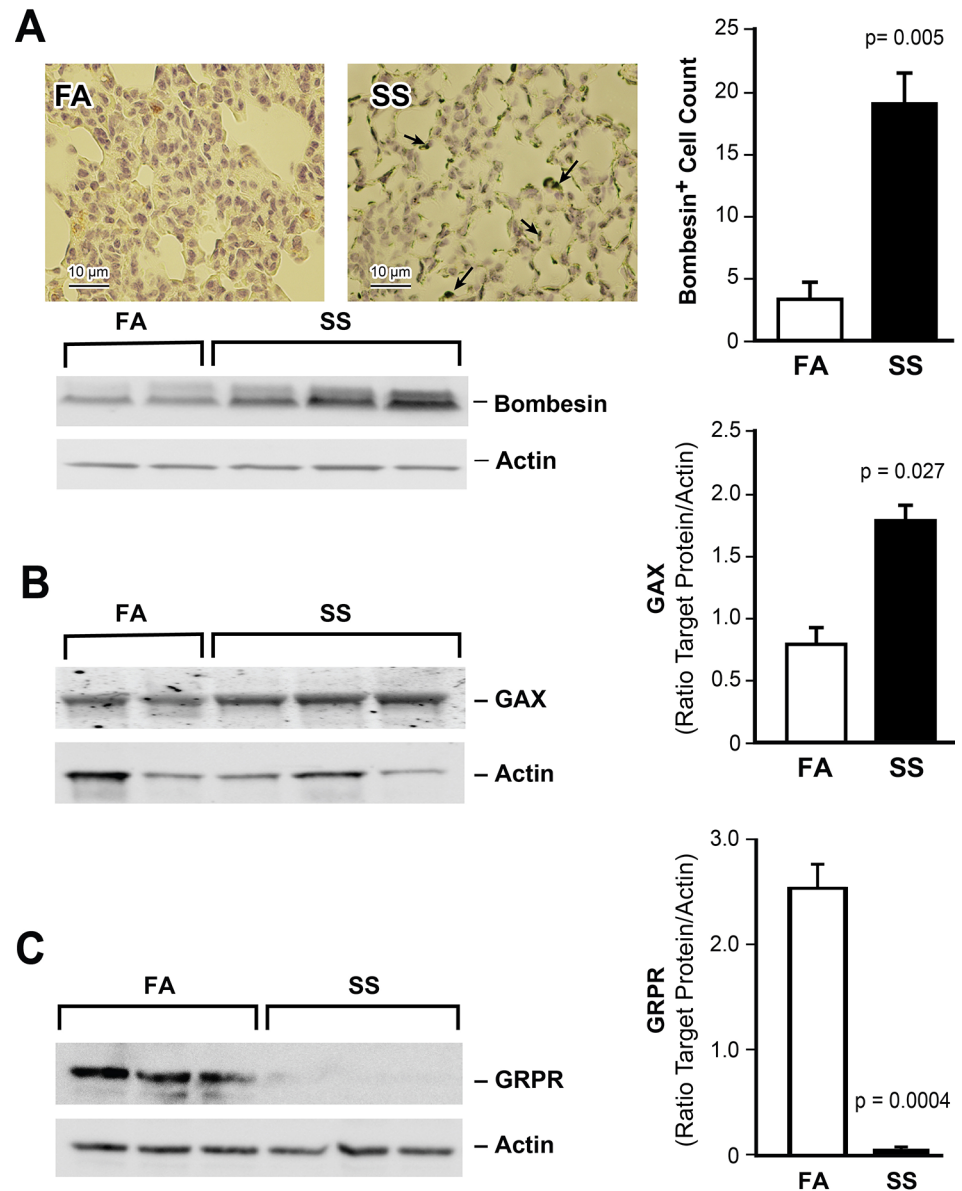 A
FA
SS
10 µm
10 µm
FA
SS
Bombesin
Actin
Bombesin+ Cell Count
25
20
15
10
5
0
p= 0.005
FA
SS
B
FA
SS
GAX
Actin
GAX
(Ratio Target Protein/Actin)
2.5
2.0
1.5
1.0
0.5
0
p = 0.027
FA
SS
C
FA
SS
GRPR
Actin
GRPR
(Ratio Target Protein/Actin)
3.0
2.0
1.0
0
p = 0.0004
FA
SS